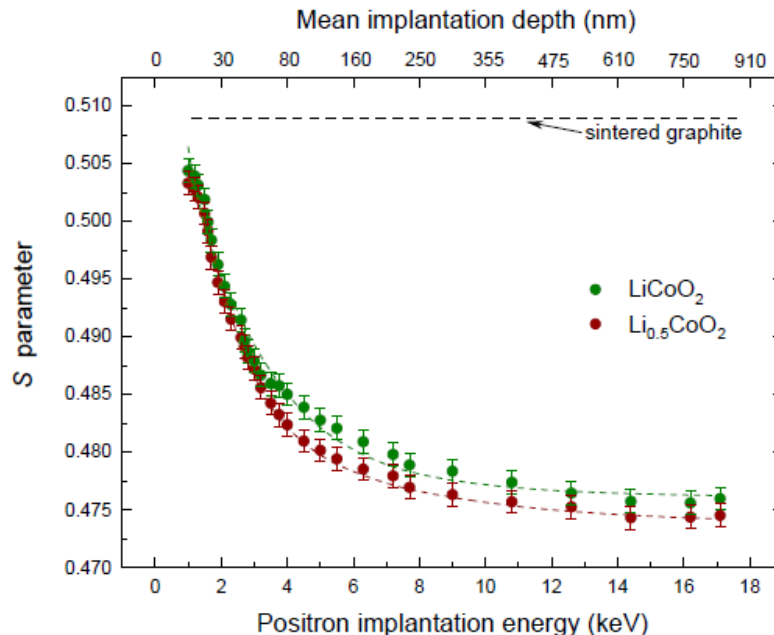 Mean implantation depth (nm)
0 30 80 160 250 355 475 610 750 910
0.510
0.505
0.500
0.495
0.490
0.485
0.480
0.475
0.470
S parameter
sintered graphite
LiCoO₂
Li₀.₅CoO₂
0 2 4 6 8 10 12 14 16 18
Positron implantation energy (keV)